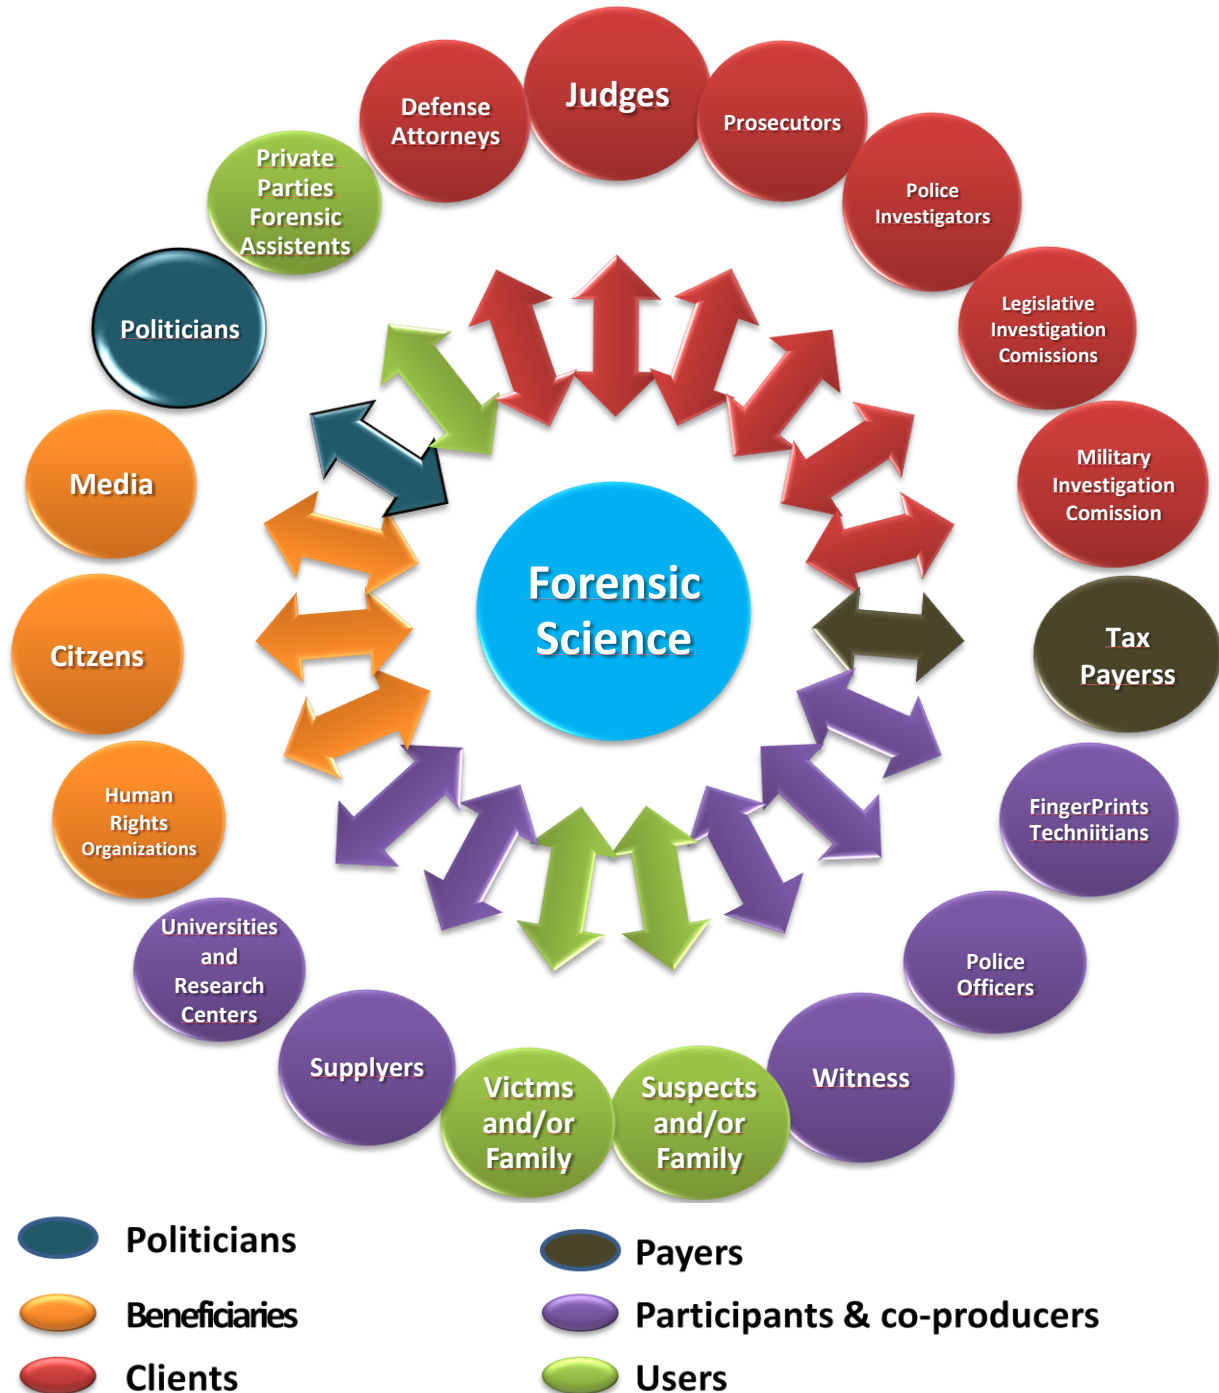 Judges
Defense
Attorneys
Prosecutors
Private
Parties
Forensic
Assistents
Police
Investigators
Politicians
Legislative
Investigation
Comissions
Media
Military
Investigation
Comission
Forensic
Science
Citzens
Tax
Payerss
Human
Rights
Organizations
FingerPrints
Techniitians
Universities
and
Research
Centers
Police
Officers
Supplyers
Witness
Victms
and/or
Family
Suspects
and/or
Family
Politicians
Payers
Beneficiaries
Participants & co-producers
Clients
Users